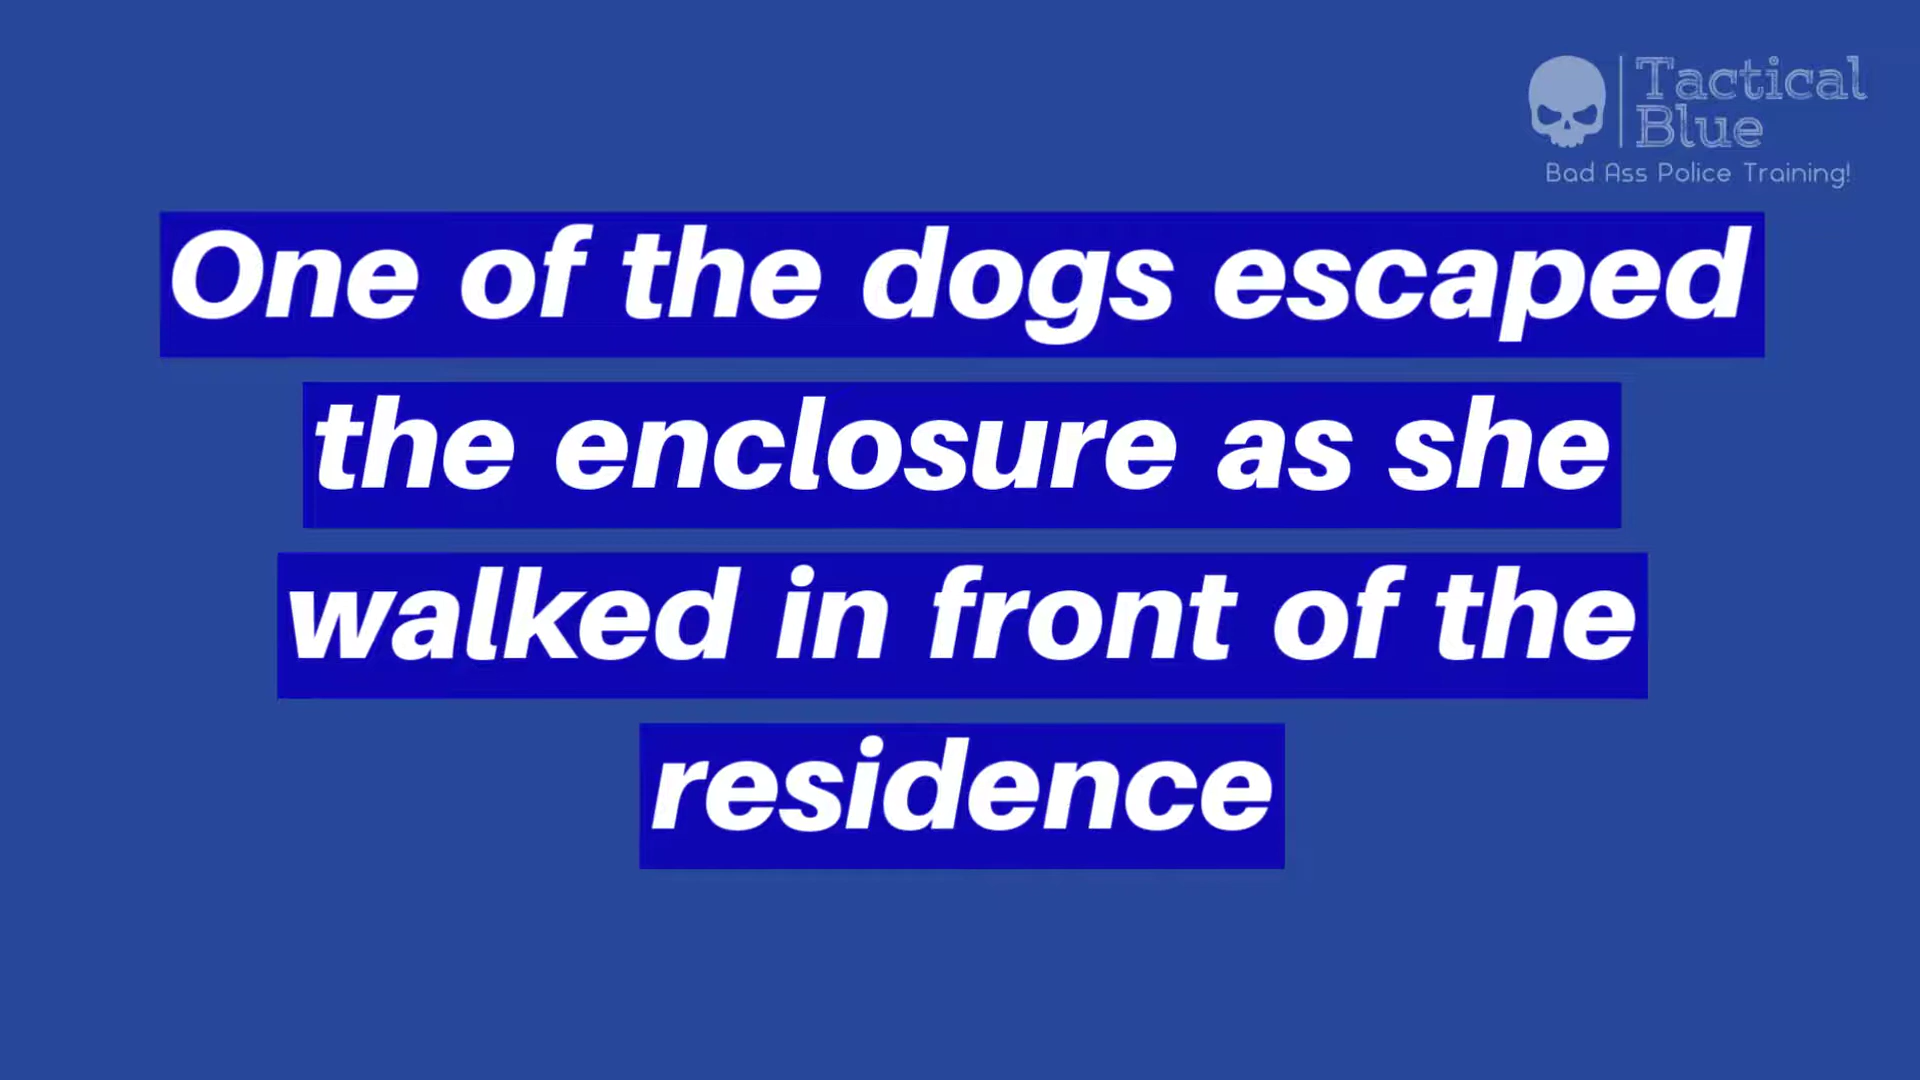 Tactical
Blue
Bad Ass Police Training!
One of the dogs escaped
the enclosure as she
walked in front of the
residence